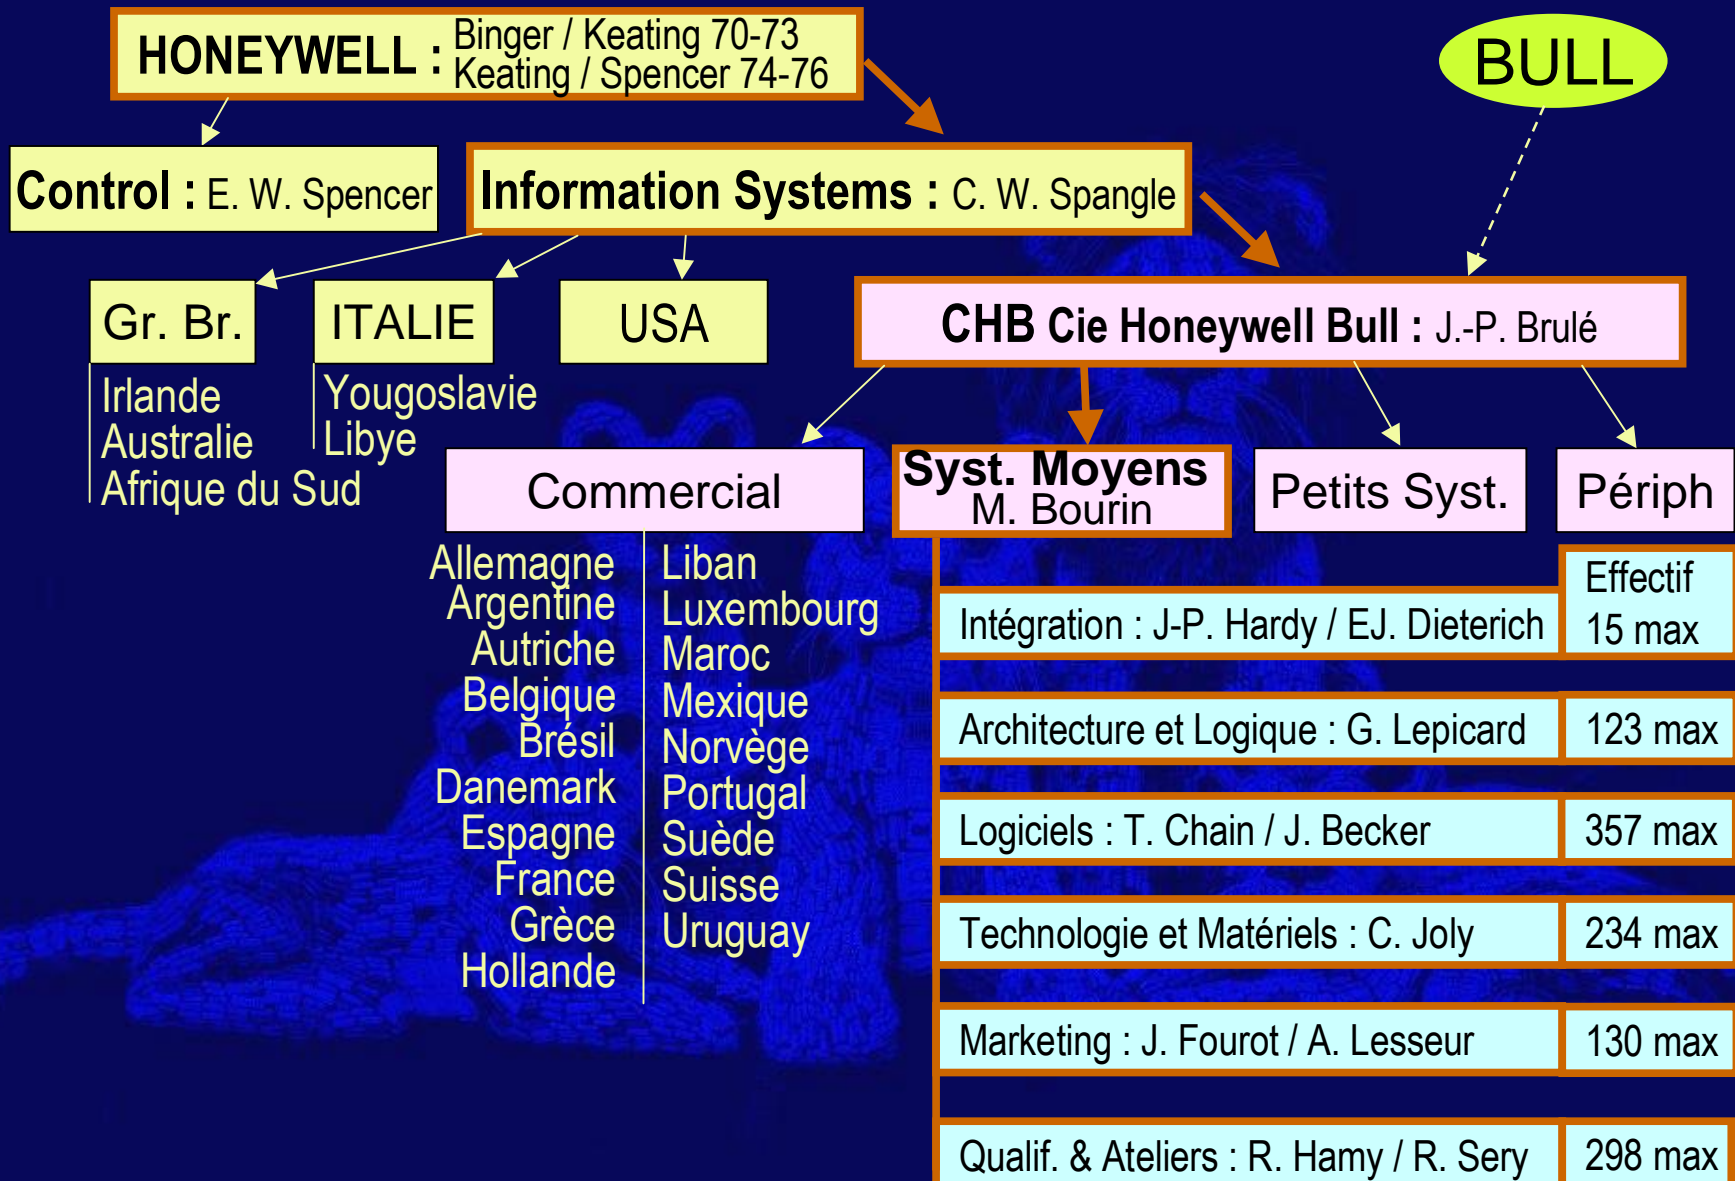 HONEYWELL : Binger / Keating 70-73
Keating / Spencer 74-76
BULL
Control : E. W. Spencer
Information Systems : C. W. Spangle
Gr. Br.
ITALIE
USA
CHB Cie Honeywell Bull : J.-P. Brulé
Irlande
Australie
Afrique du Sud
Yougoslavie
Libye
Commercial
Syst. Moyens
M. Bourin
Petits Syst.
Périph
Allemagne
Argentine
Autriche
Belgique
Brésil
Danemark
Espagne
France
Grèce
Hollande
Liban
Luxembourg
Maroc
Mexique
Norvège
Portugal
Suède
Suisse
Uruguay
Effectif
Intégration : J-P. Hardy / EJ. Dieterich 15 max
Architecture et Logique : G. Lepicard 123 max
Logiciels : T. Chain / J. Becker 357 max
Technologie et Matériels : C. Joly 234 max
Marketing : J. Fourot / A. Lesseur 130 max
Qualif. & Ateliers : R. Hamy / R. Sery 298 max